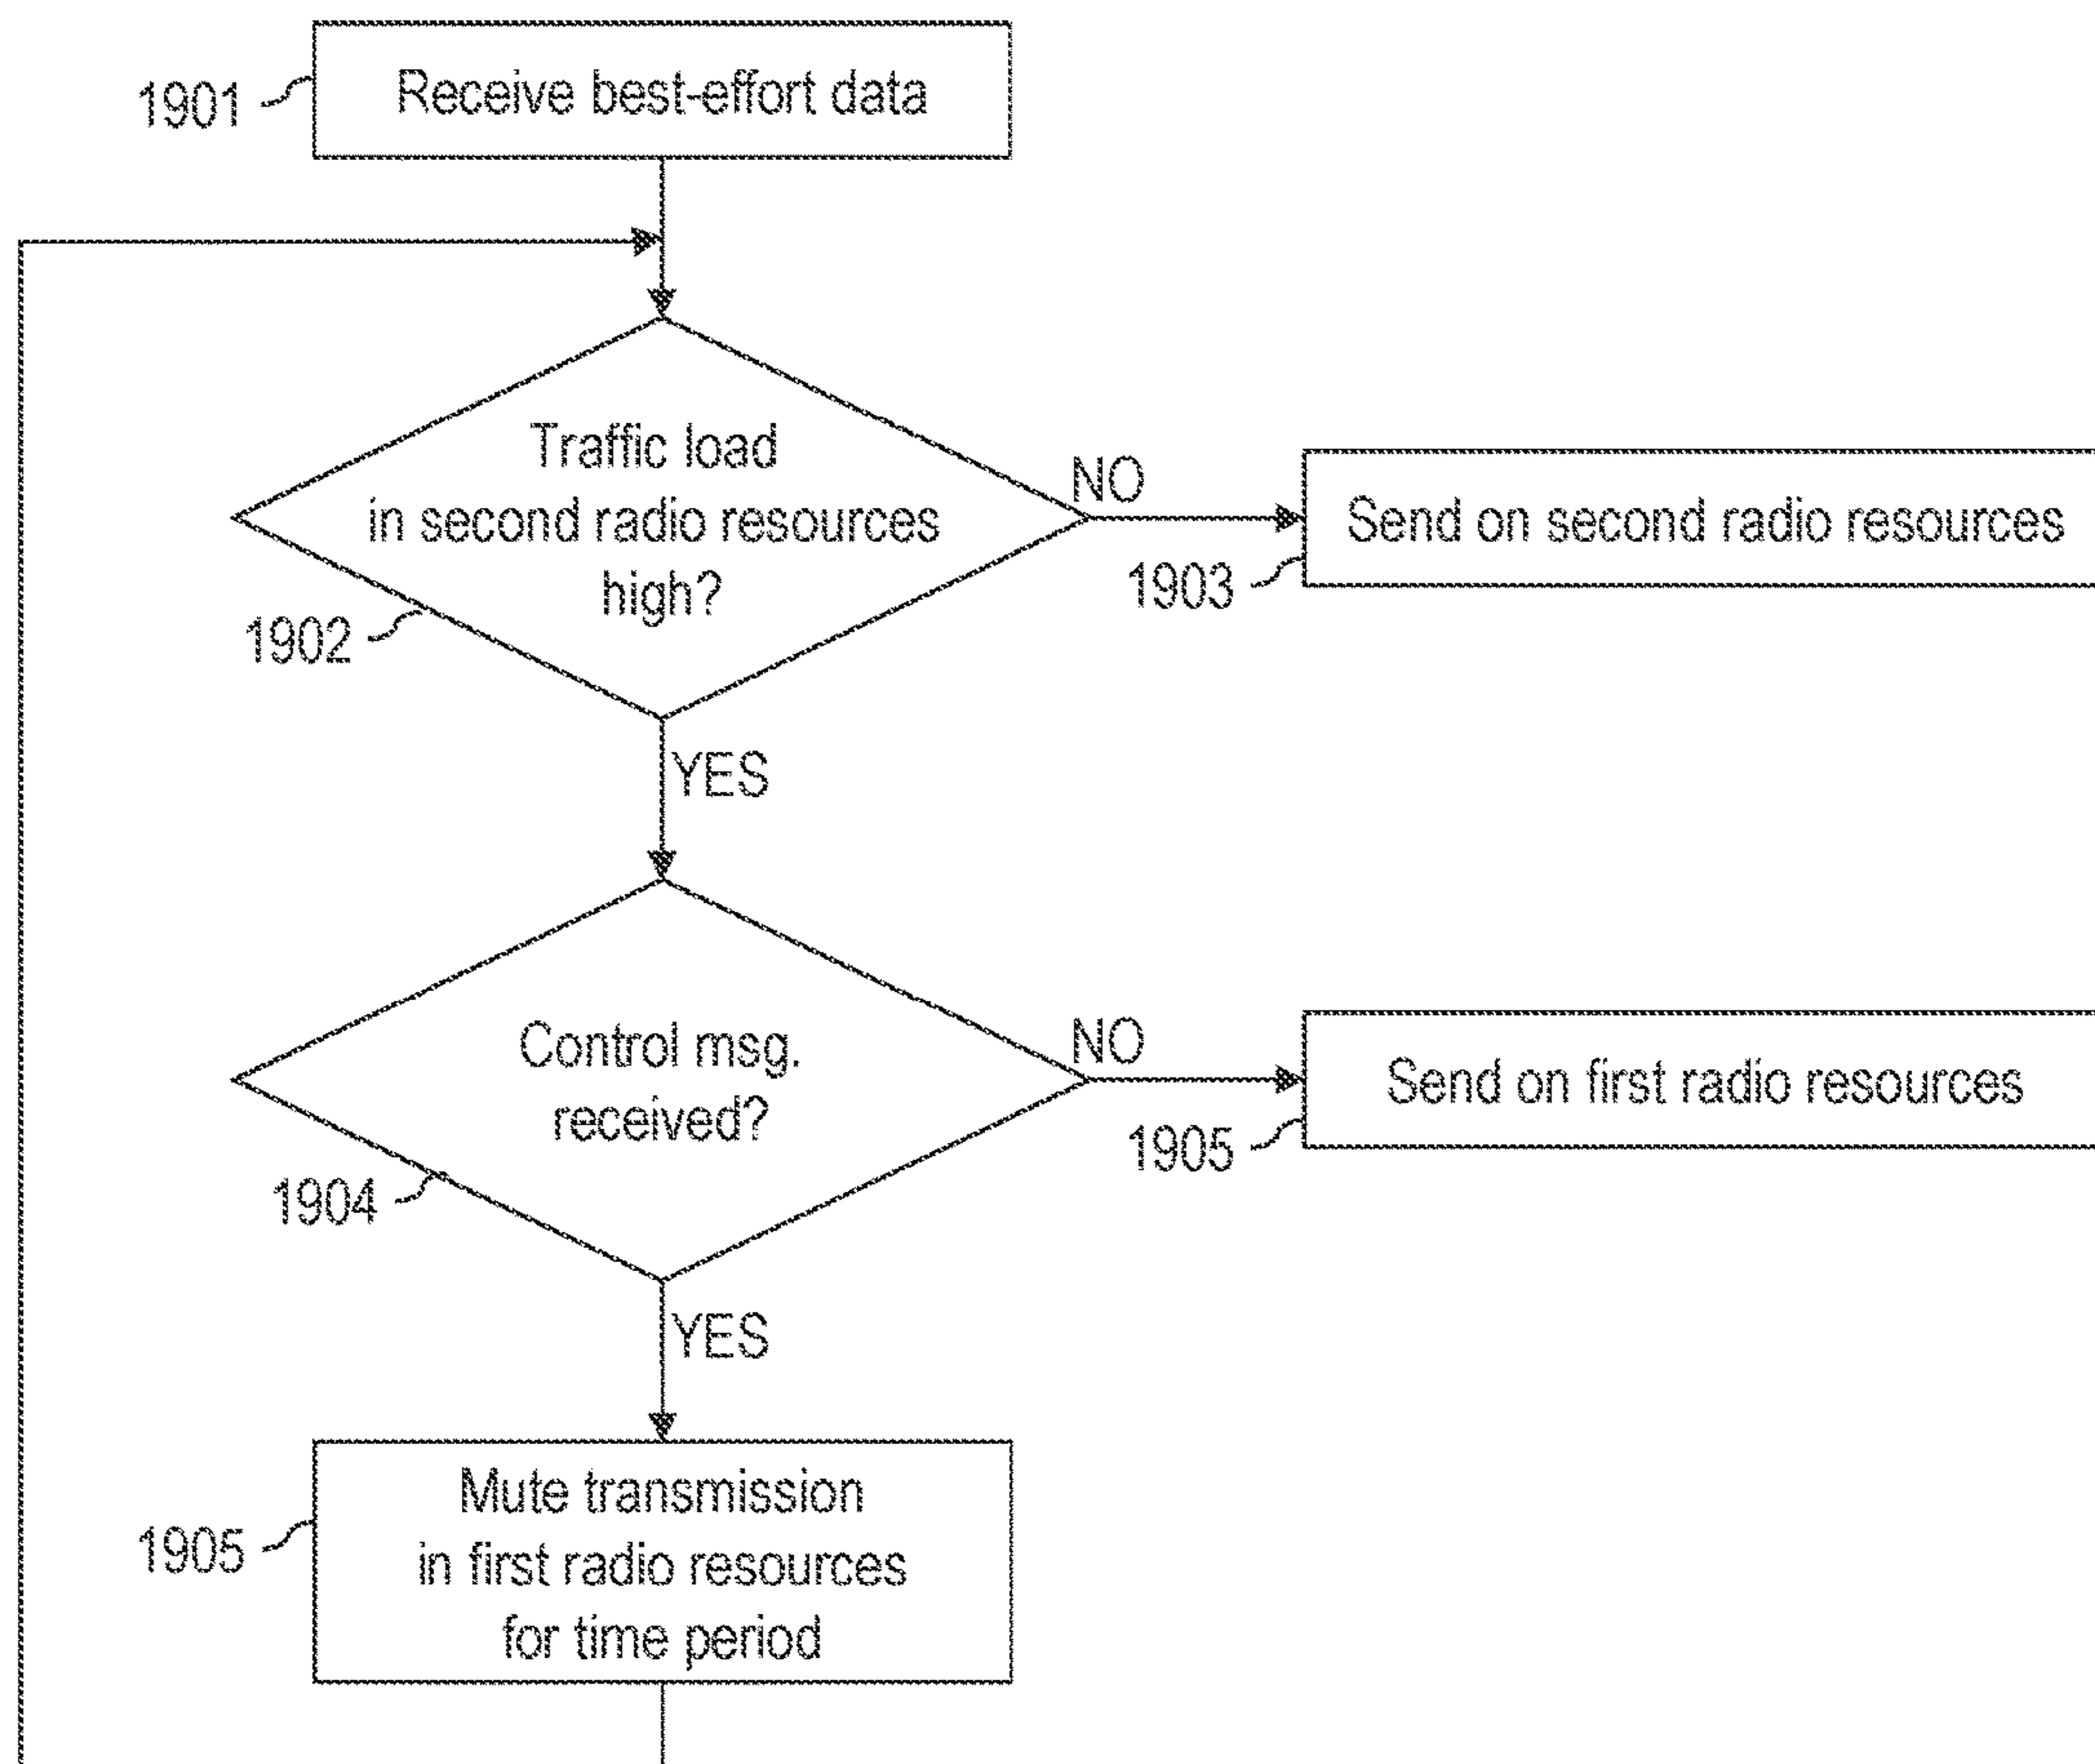 1901
Receive best-effort data
Traffic load
in second radio resources
high?
1902
NO
Send on second radio resources
1903
YES
Control msg.
received?
1904
NO
Send on first radio resources
1905
YES
Mute transmission
in first radio resources
for time period
1905